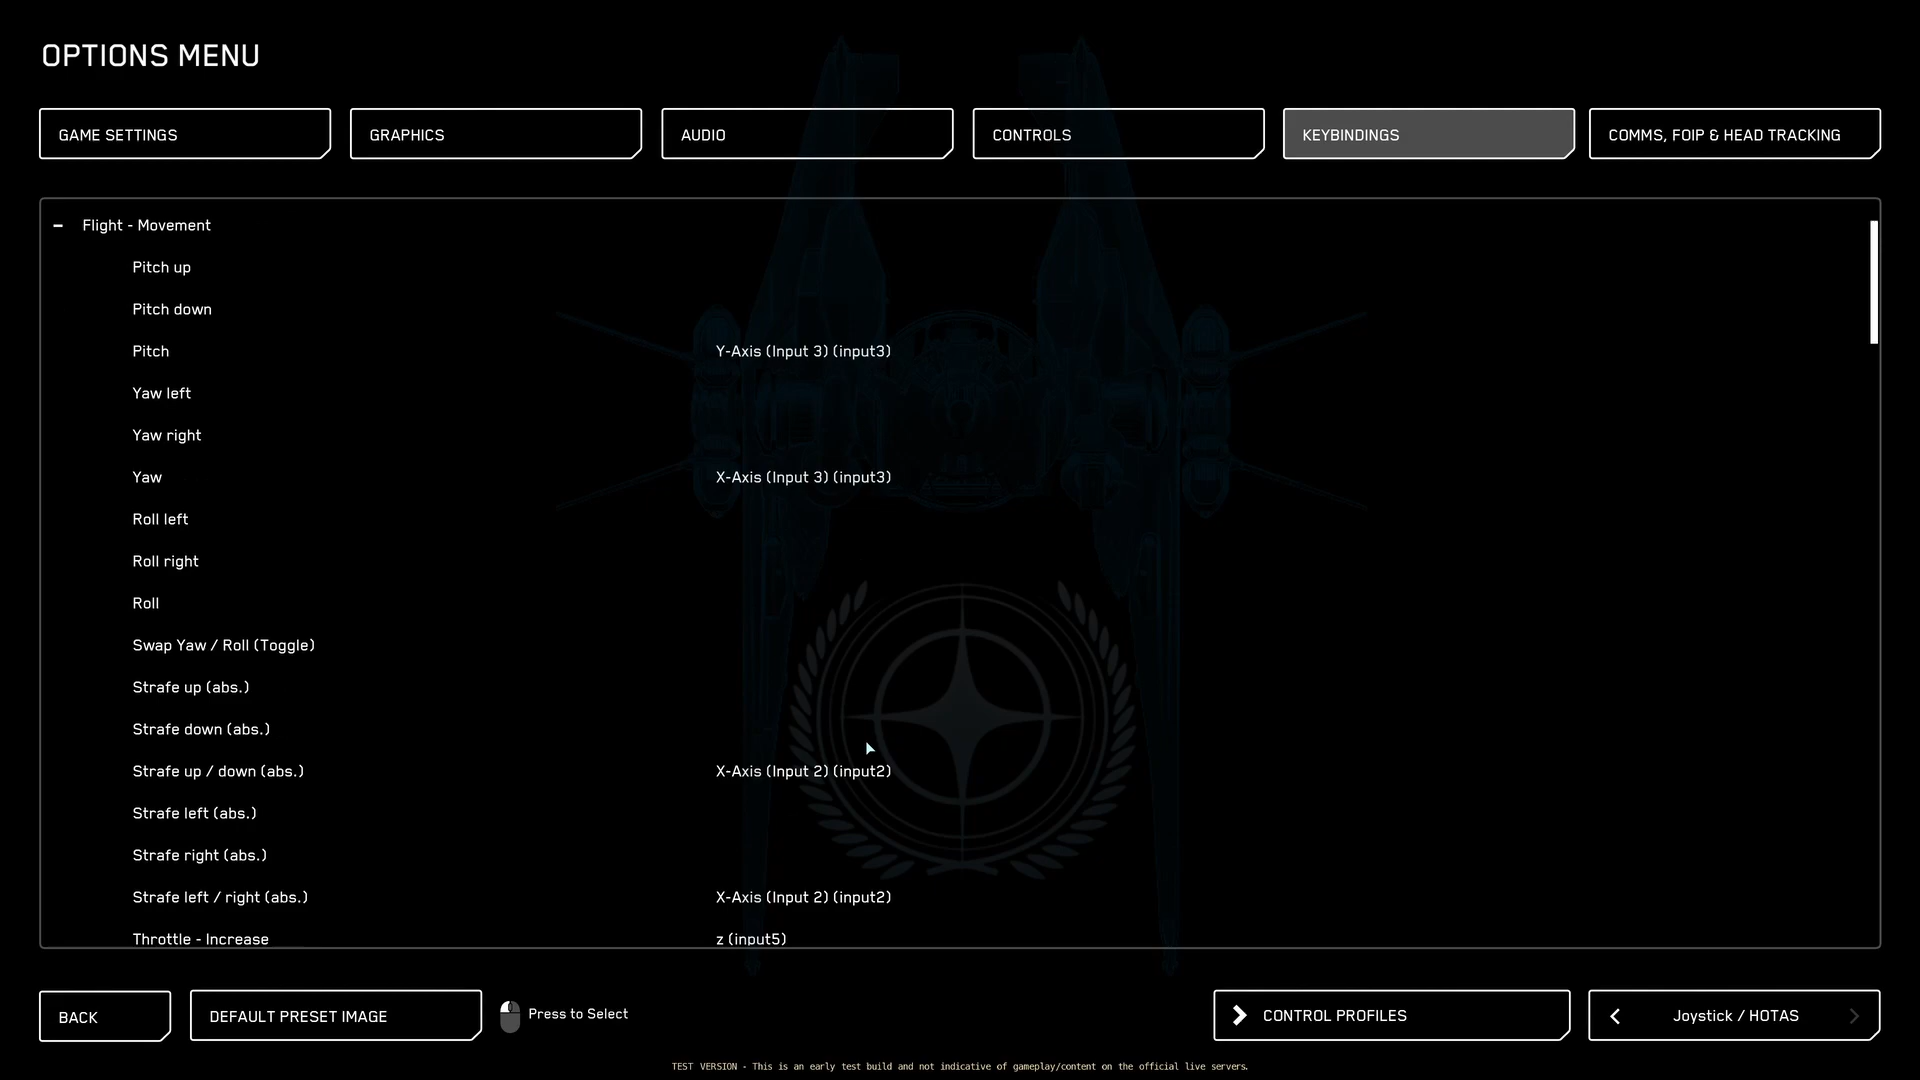 OPTIONS MENU
GAME SETTINGS
GRAPHICS
AUDIO
CONTROLS
KEYBINDINGS
COMMS, FOIP & HEAD TRACKING
Flight - Movement
Pitch up
Pitch down
Pitch Y-Axis (Input 3) (input3)
Yaw left
Yaw right
Yaw X-Axis (Input 3) (input3)
Roll left
Roll right
Roll
Swap Yaw / Roll (Toggle)
Strafe up (abs.)
Strafe down (abs.)
Strafe up / down (abs.) X-Axis (Input 2) (input2)
Strafe left (abs.)
Strafe right (abs.)
Strafe left / right (abs.) X-Axis (Input 2) (input2)
Throttle - Increase z (input5)
BACK
DEFAULT PRESET IMAGE
Press to Select
CONTROL PROFILES
Joystick / HOTAS
TEST VERSION - This is an early test build and not indicative of gameplay/content on the official live servers.